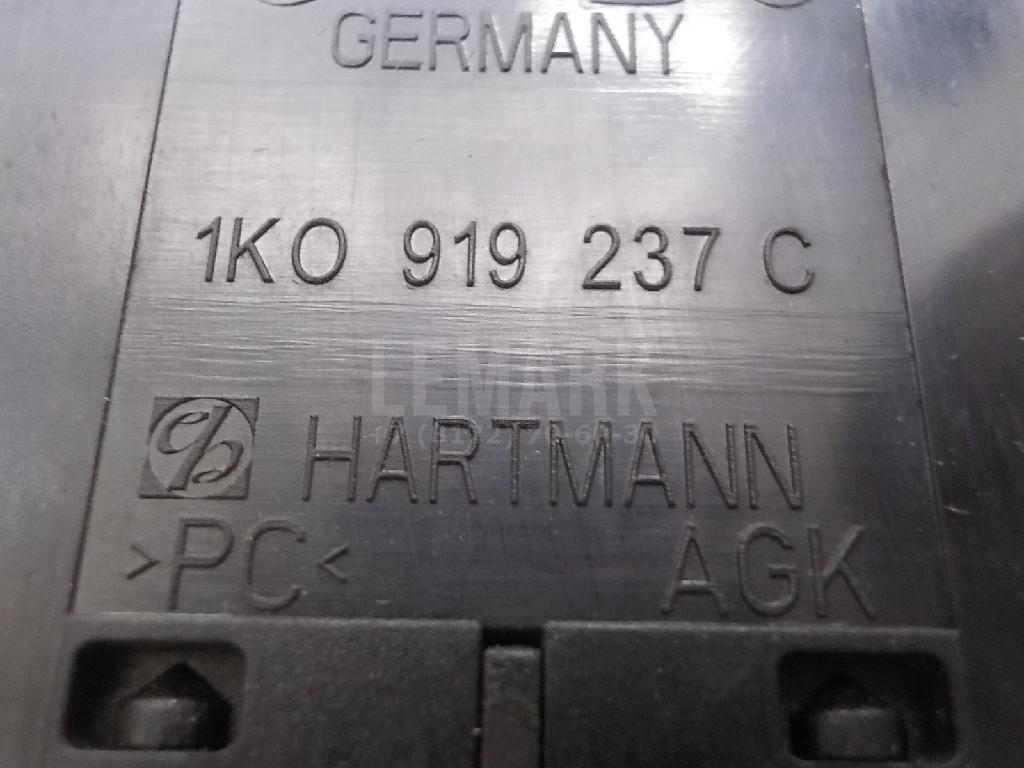 GERMANY
1KO 919 237 C
LEMARK
HARTMANN
>PC< AGK